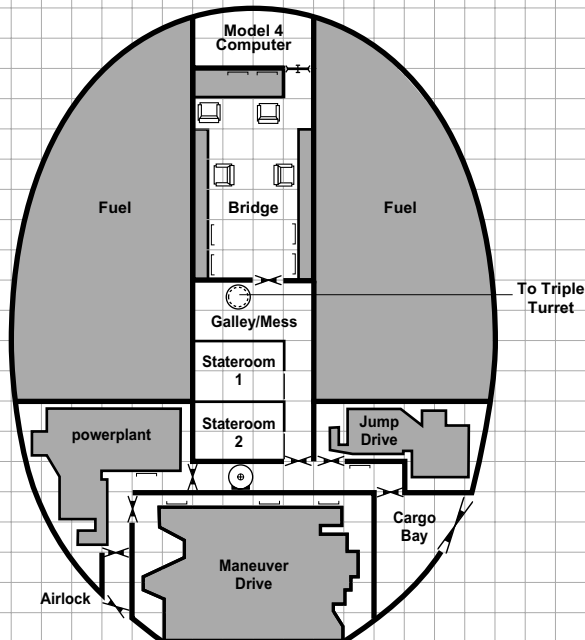 Model 4
Computer
Fuel
Bridge
Fuel
To Triple
Turret
Galley/Mess
Stateroom
1
Stateroom
2
powerplant
Jump
Drive
Cargo
Bay
Maneuver
Drive
Airlock